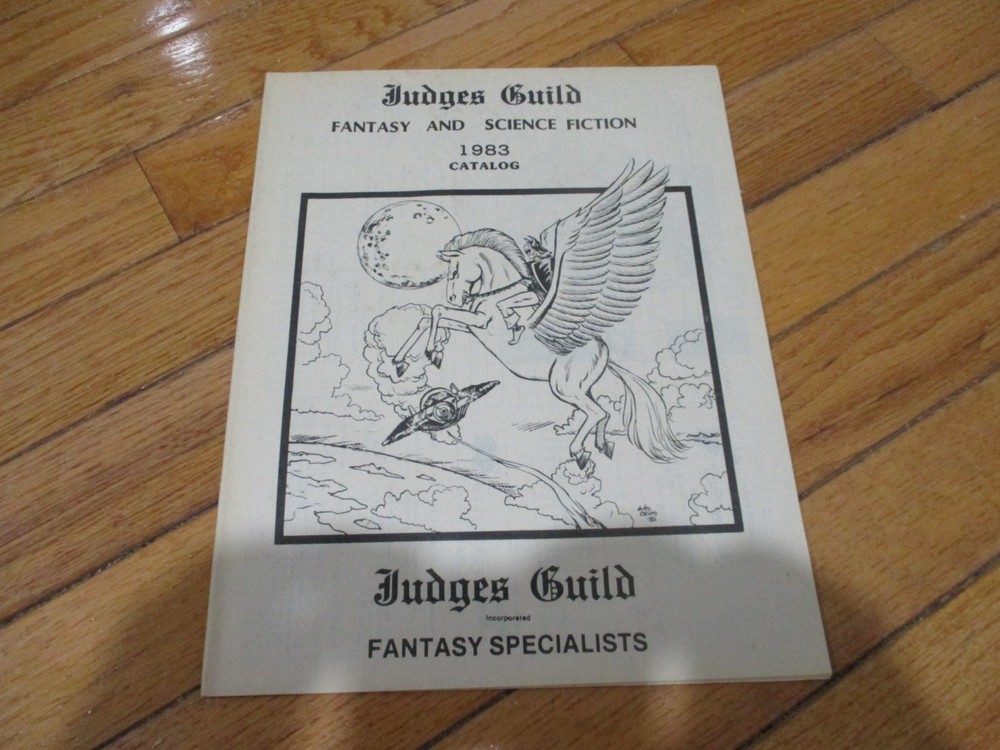 Judges Guild
FANTASY AND SCIENCE FICTION
1983
CATALOG
Judges Guild
Incorporated
FANTASY SPECIALISTS